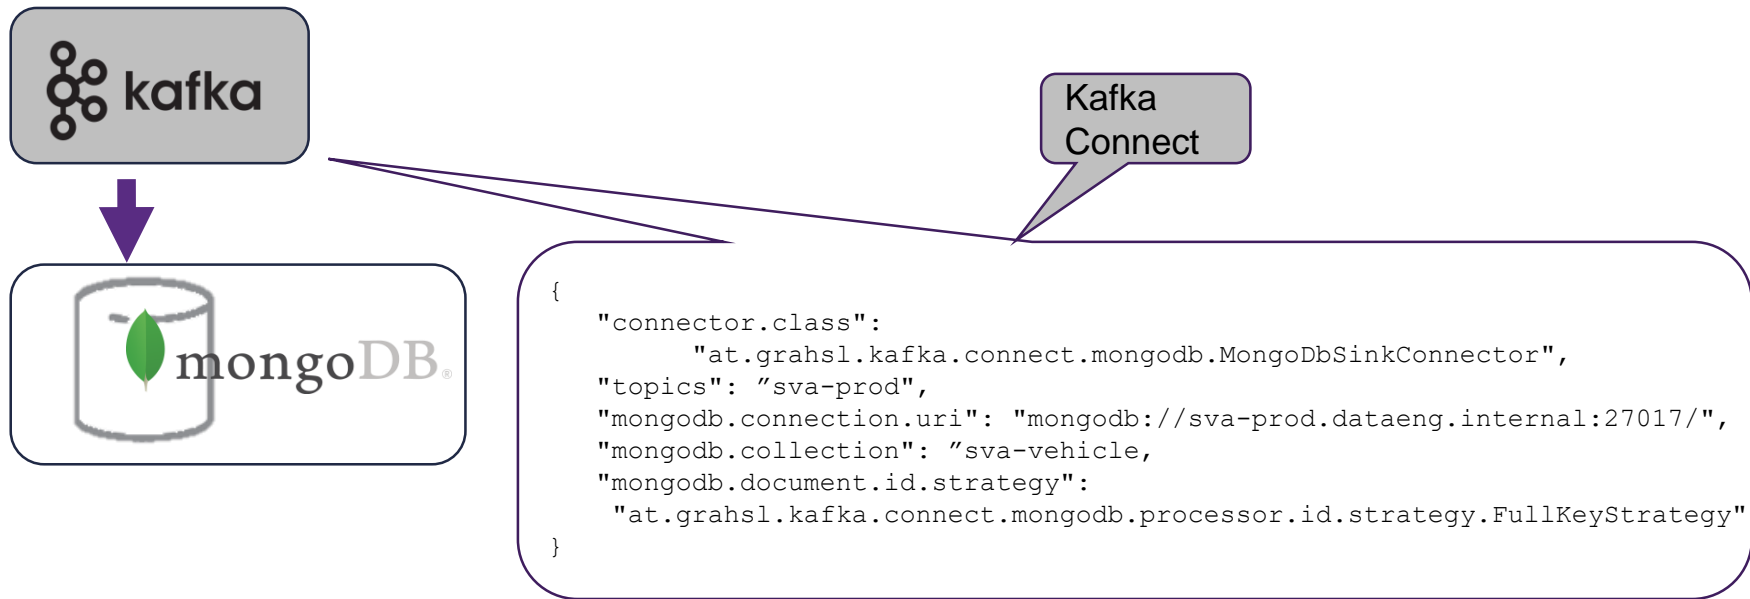 kafka
Kafka
Connect
mongoDB®
{
"connector.class":
"at.grahsl.kafka.connect.mongodb.MongoDbSinkConnector",
"topics": ”sva-prod",
"mongodb.connection.uri": "mongodb://sva-prod.dataeng.internal:27017/",
"mongodb.collection": ”sva-vehicle,
"mongodb.document.id.strategy":
"at.grahsl.kafka.connect.mongodb.processor.id.strategy.FullKeyStrategy"
}